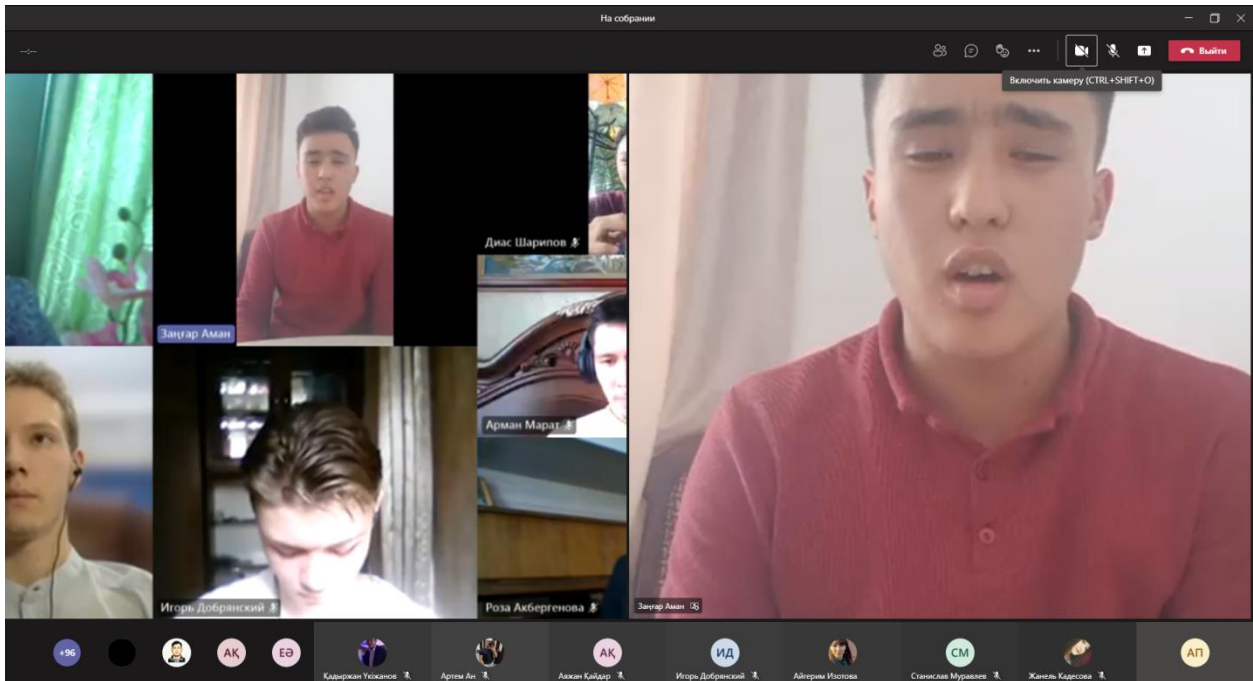 На собрании
--:--
Выйти
Включить камеру (CTRL+SHIFT+O)
Диас Шарипов
Заңғар Аман
Арман Марат
Игорь Добрянский
Роза Акбергенова
Заңғар Аман
+96
АҚ
ЕӘ
АҚ
ИД
СМ
АП
Қадыржан Үкіжанов
Артем Ан
Аяжан Қайдар
Игорь Добрянский
Айгерим Изотова
Станислав Муравлев
Жанель Кадесова